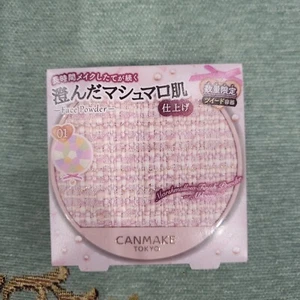 長時間メイクしたてが続く
澄んだマシュマロ肌
~Face Powder~
仕上げ
数量限定
ツイード容器
01
CANMAKE
TOKYO